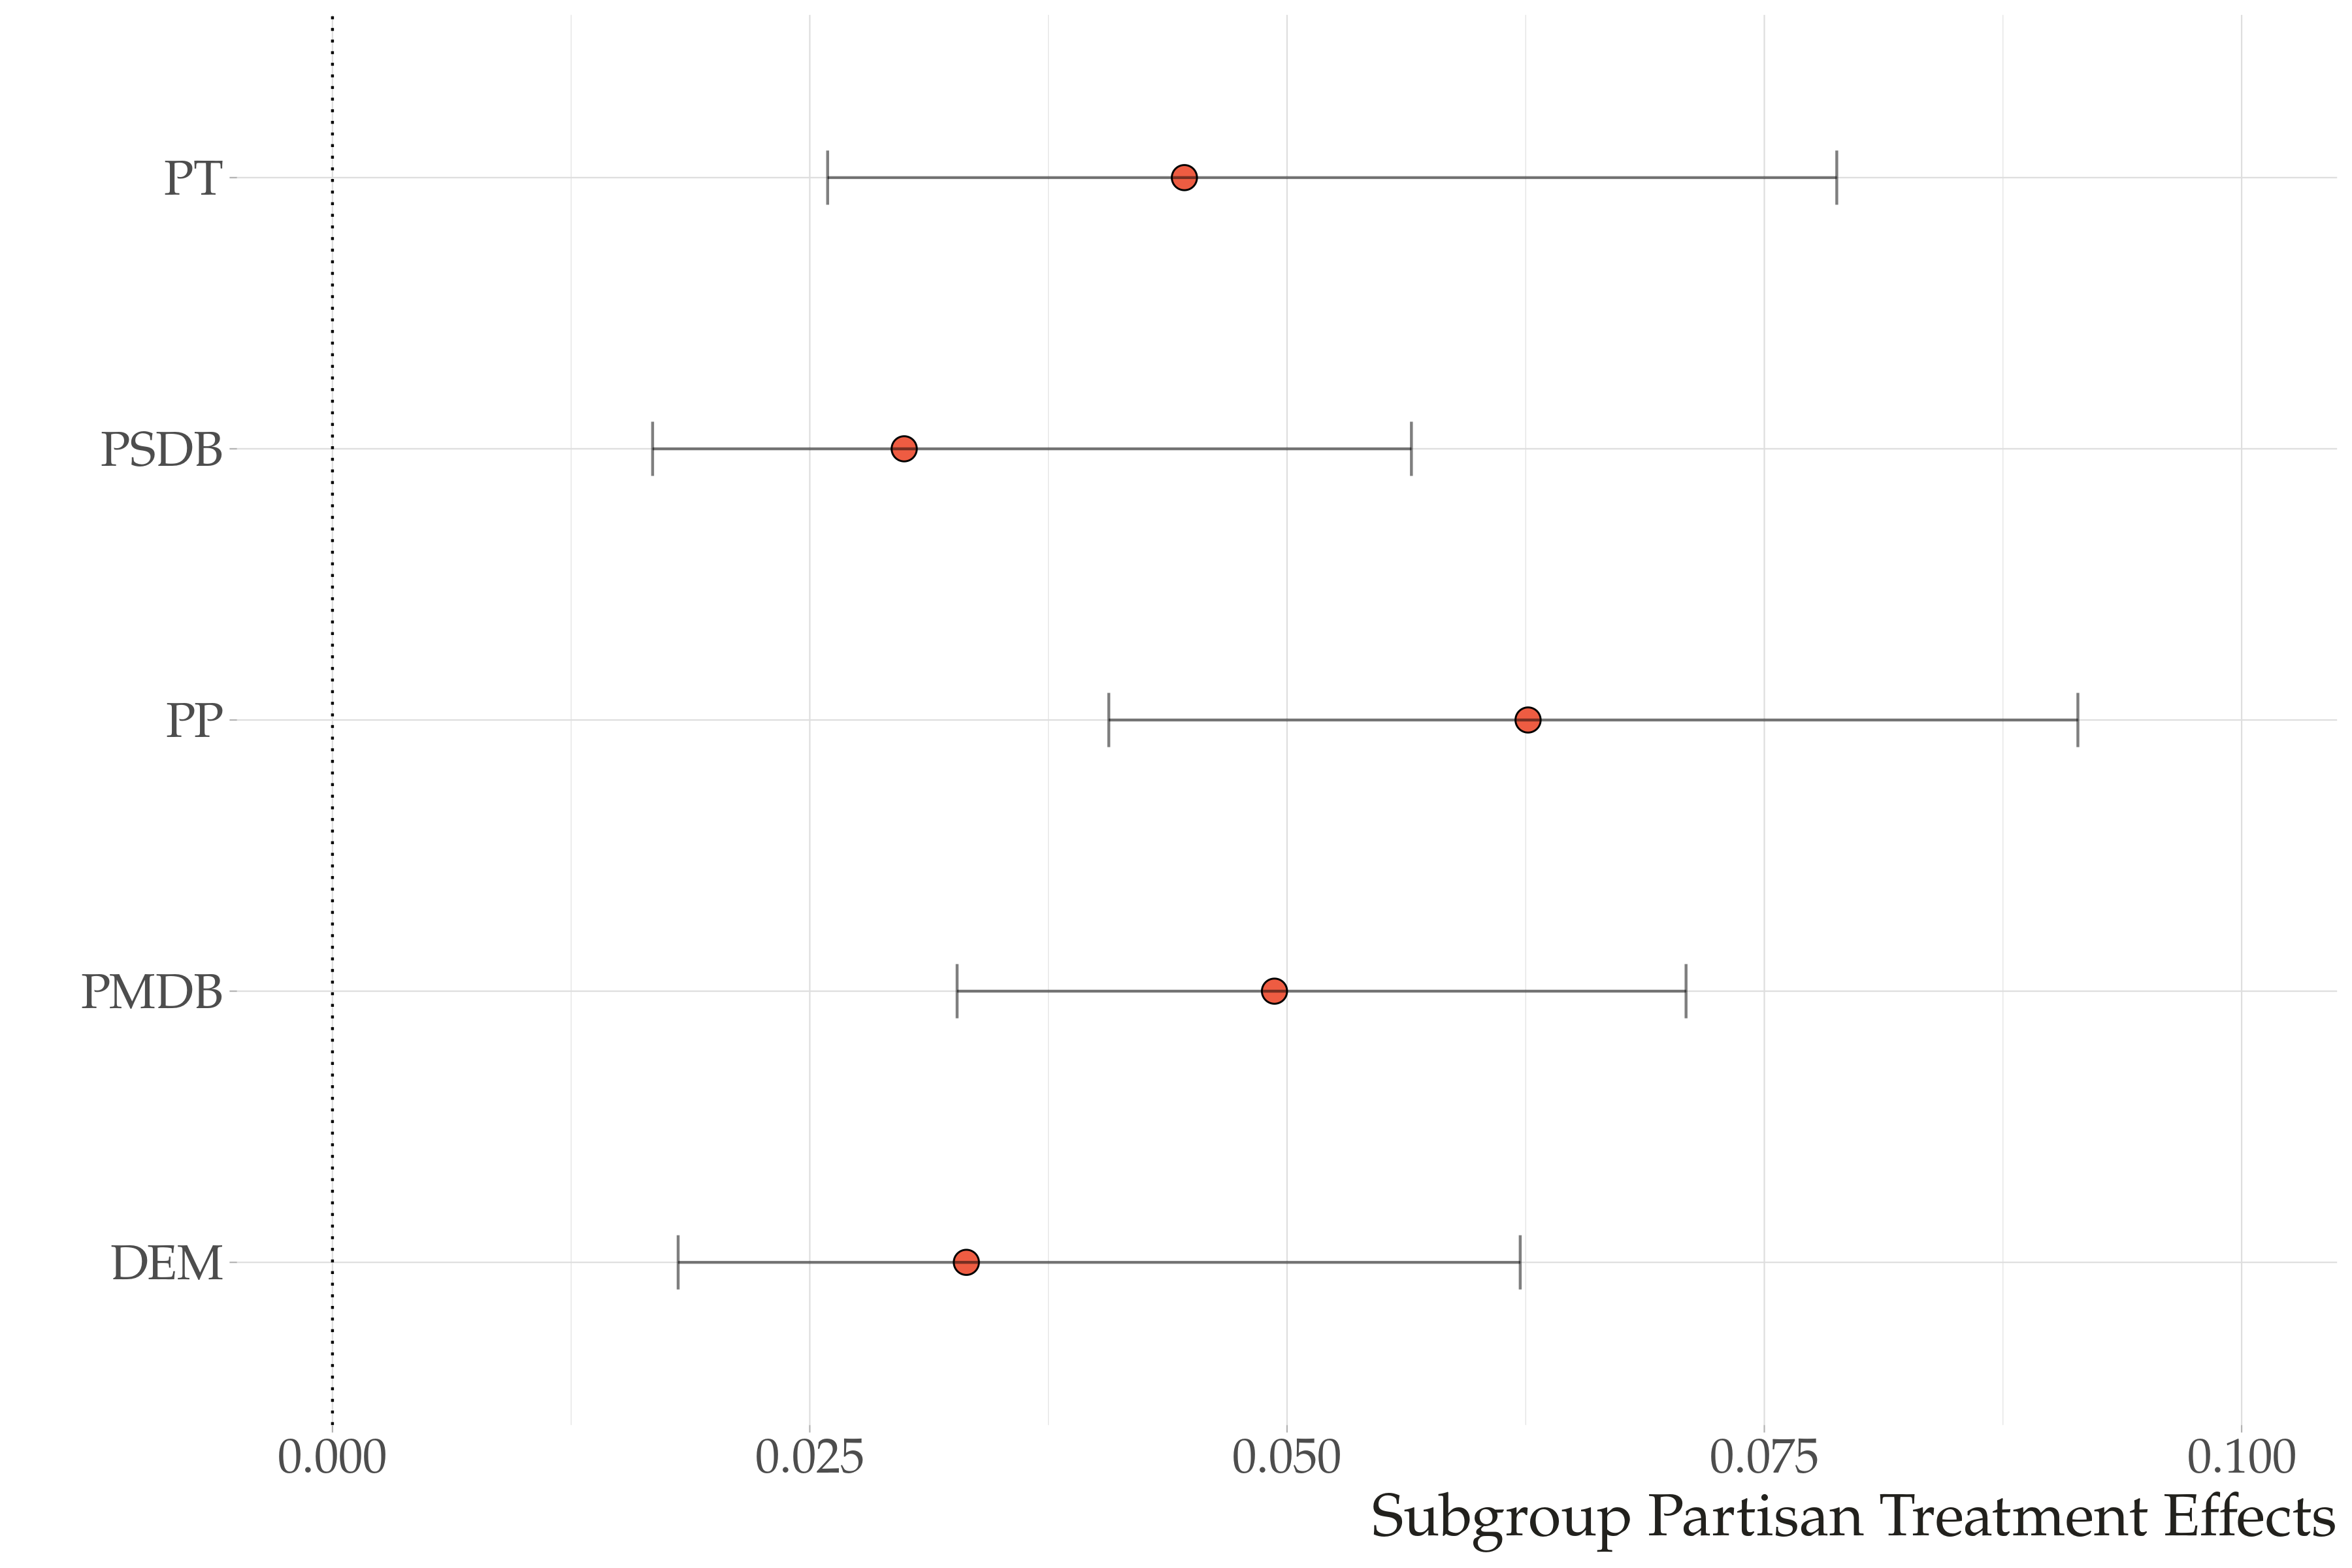 PT
PSDB
PP
PMDB
DEM
0.000 0.025 0.050 0.075 0.100
Subgroup Partisan Treatment Effects